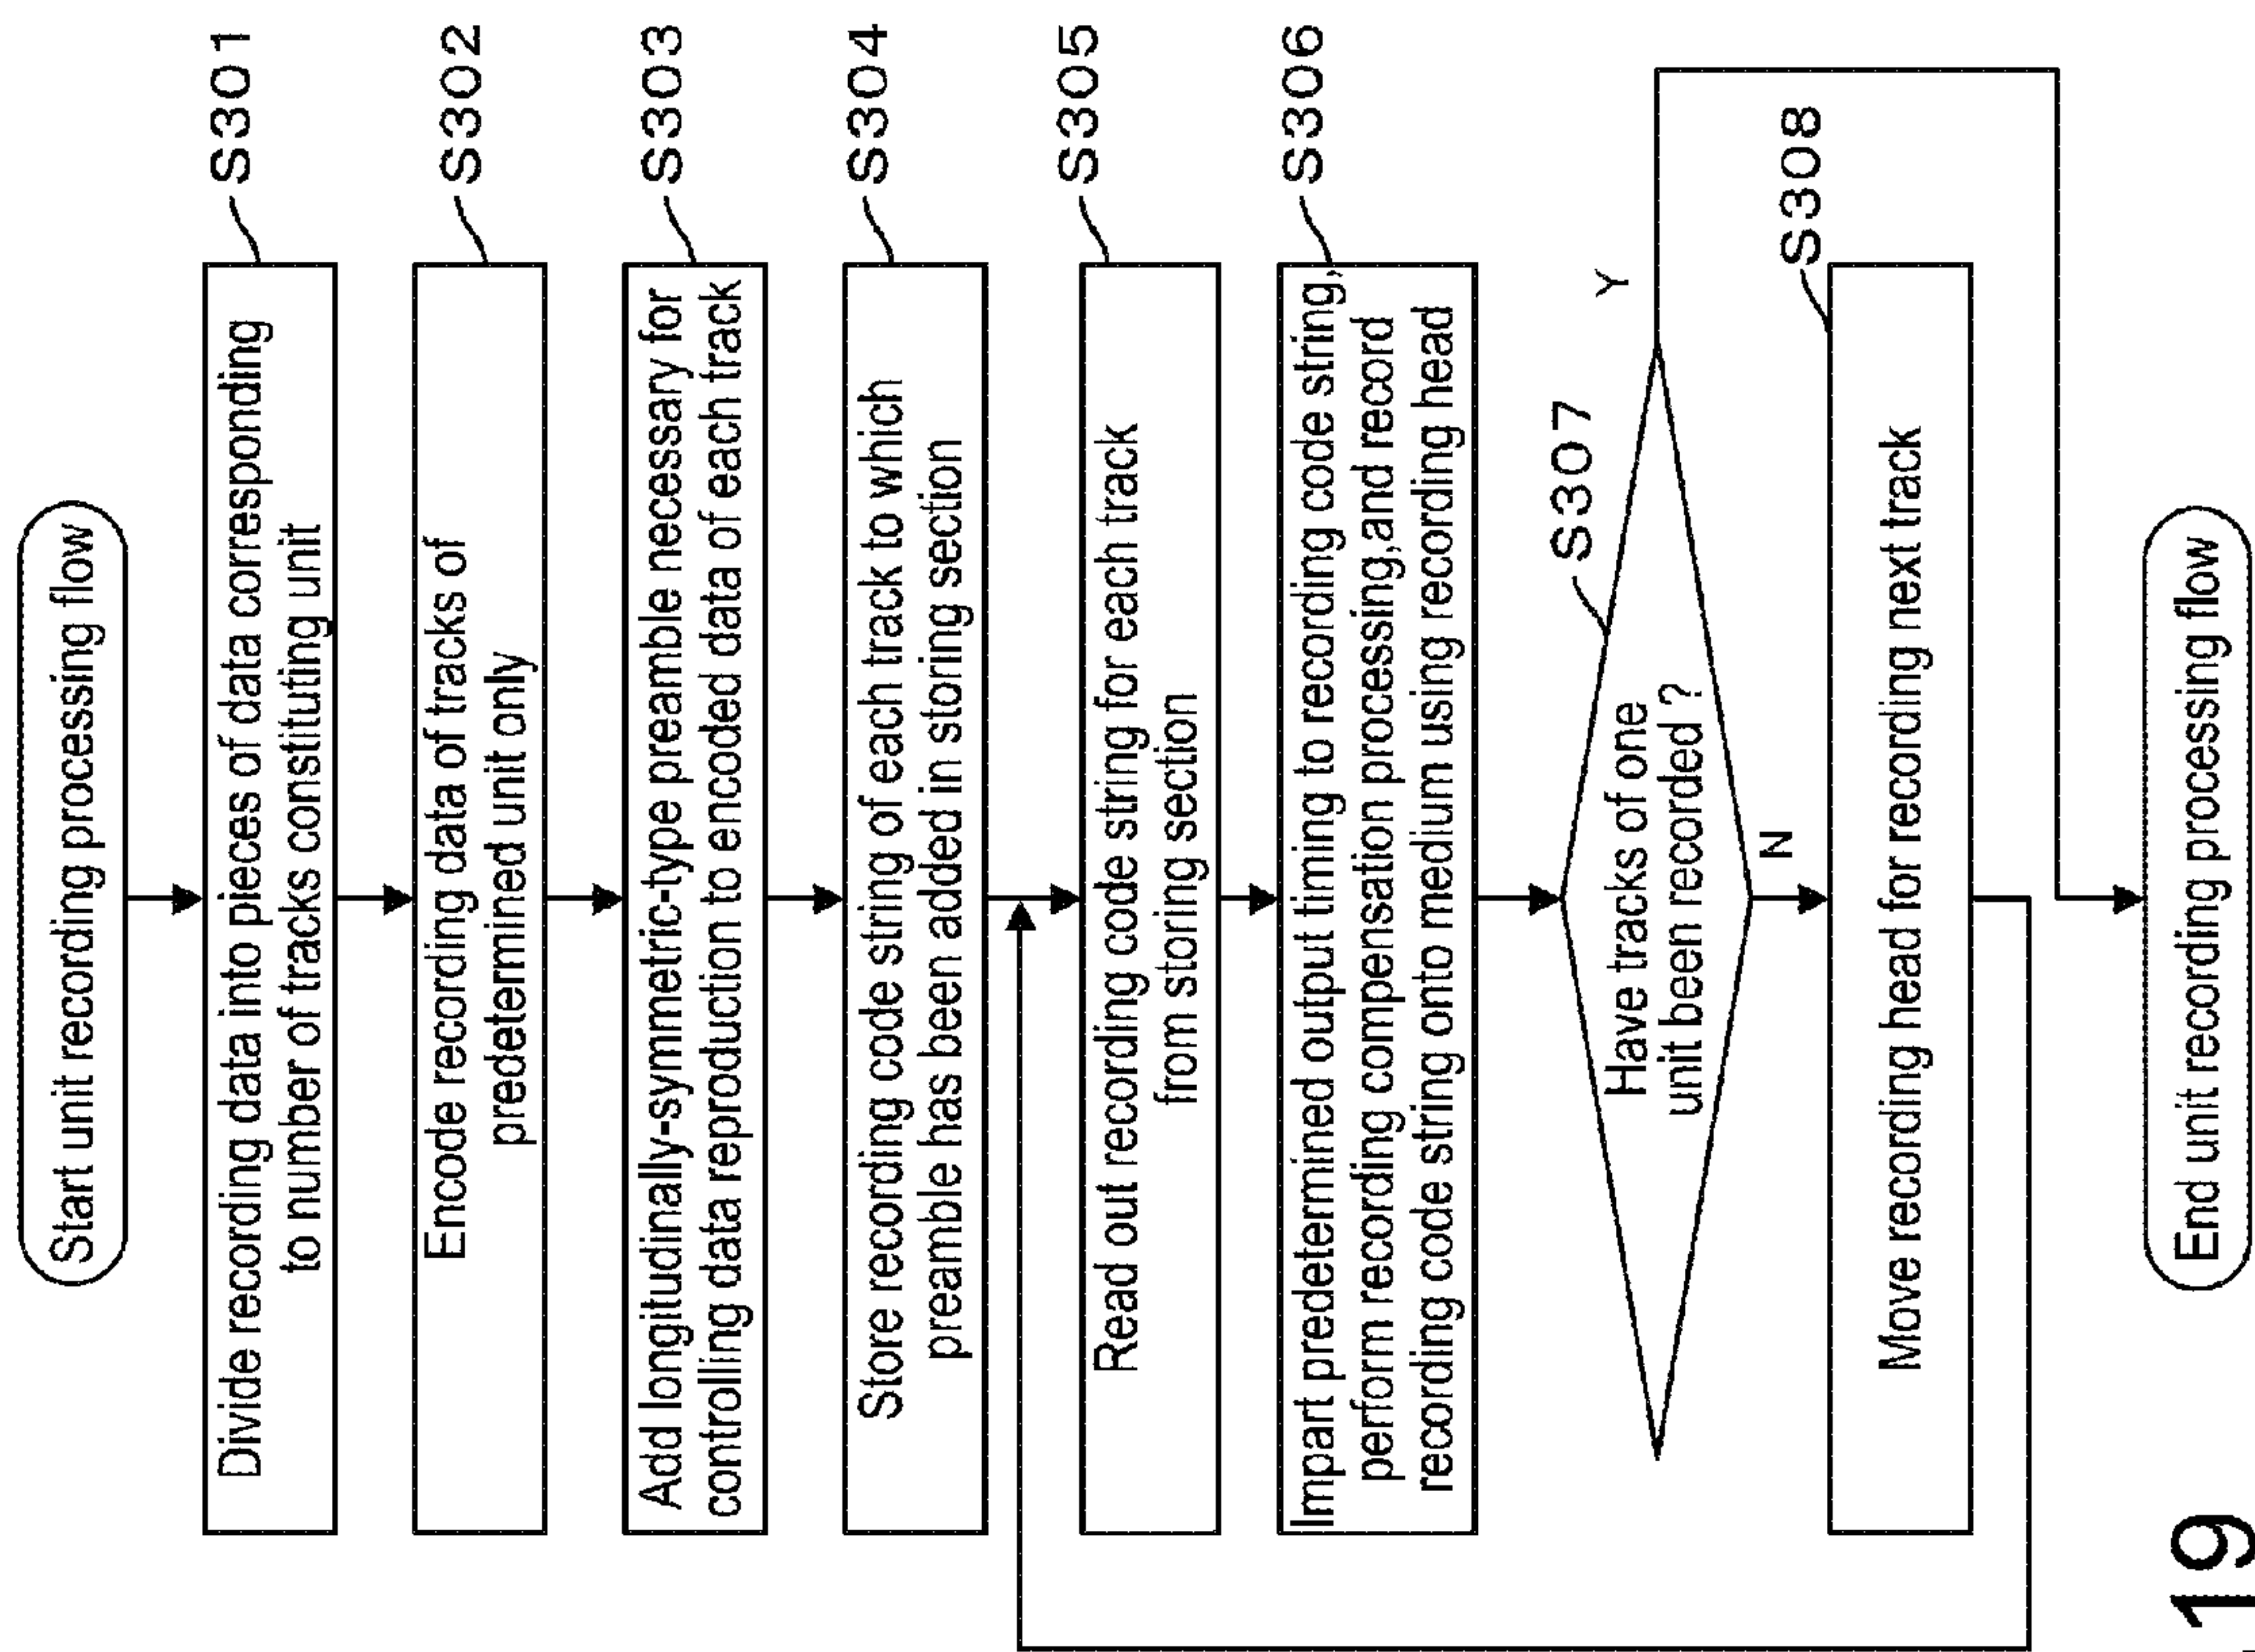 Start unit recording processing flow
S301
Divide recording data into pieces of data corresponding
to number of tracks constituting unit
S302
Encode recording data of tracks of
predetermined unit only
S303
Add longitudinally-symmetric-type preamble necessary for
controlling data reproduction to encoded data of each track
S304
Store recording code string of each track to which
preamble has been added in storing section
S305
Read out recording code string for each track
from storing section
S306
Impart predetermined output timing to recording code string,
perform recording compensation processing,and record
recording code string onto medium using recording head
S307
Have tracks of one
unit been recorded ?
Y
N
S308
Move recording head for recording next track
End unit recording processing flow
19